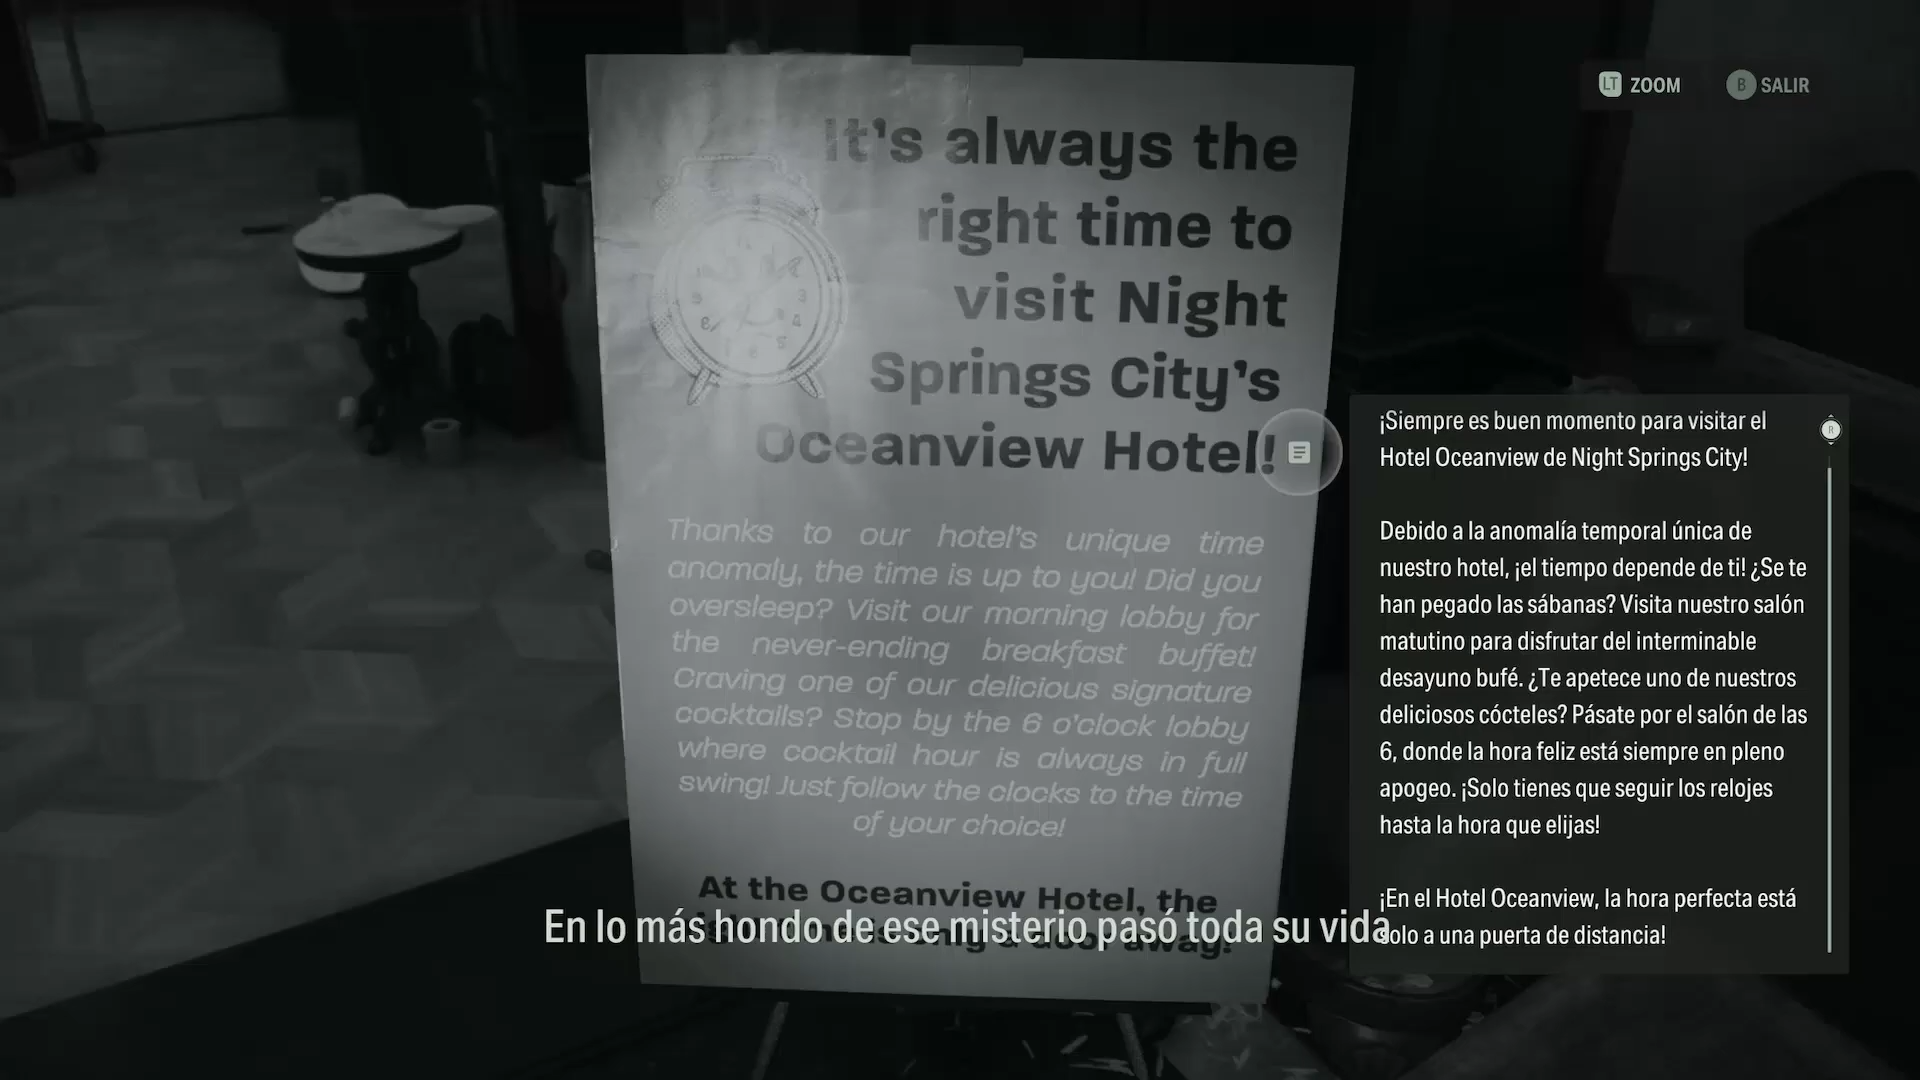 LT ZOOM
B SALIR
It's always the
right time to
visit Night
Springs City's
Oceanview Hotel!
Thanks to our hotel's unique time
anomaly, the time is up to you! Did you
oversleep? Visit our morning lobby for
the never-ending breakfast buffet!
Craving one of our delicious signature
cocktails? Stop by the 6 o'clock lobby
where cocktail hour is always in full
swing! Just follow the clocks to the time
of your choice!
At the Oceanview Hotel, the
only a door away!
En lo más hondo de ese misterio pasó toda su vida
¡Siempre es buen momento para visitar el
Hotel Oceanview de Night Springs City!
R
Debido a la anomalía temporal única de
nuestro hotel, ¡el tiempo depende de ti! ¿Se te
han pegado las sábanas? Visita nuestro salón
matutino para disfrutar del interminable
desayuno bufé. ¿Te apetece uno de nuestros
deliciosos cócteles? Pásate por el salón de las
6, donde la hora feliz está siempre en pleno
apogeo. ¡Solo tienes que seguir los relojes
hasta la hora que elijas!
¡En el Hotel Oceanview, la hora perfecta está
solo a una puerta de distancia!